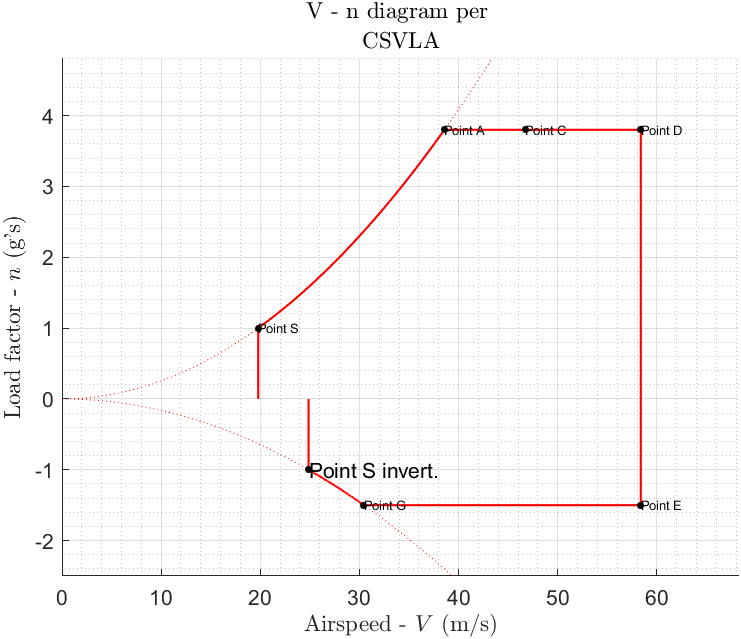 V - n diagram per
CSVLA
4
3
2
1
0
-1
-2
Load factor - n (g's)
Point A
Point C
Point D
Point S
Point S invert.
Point G
Point E
0 10 20 30 40 50 60
Airspeed - V (m/s)